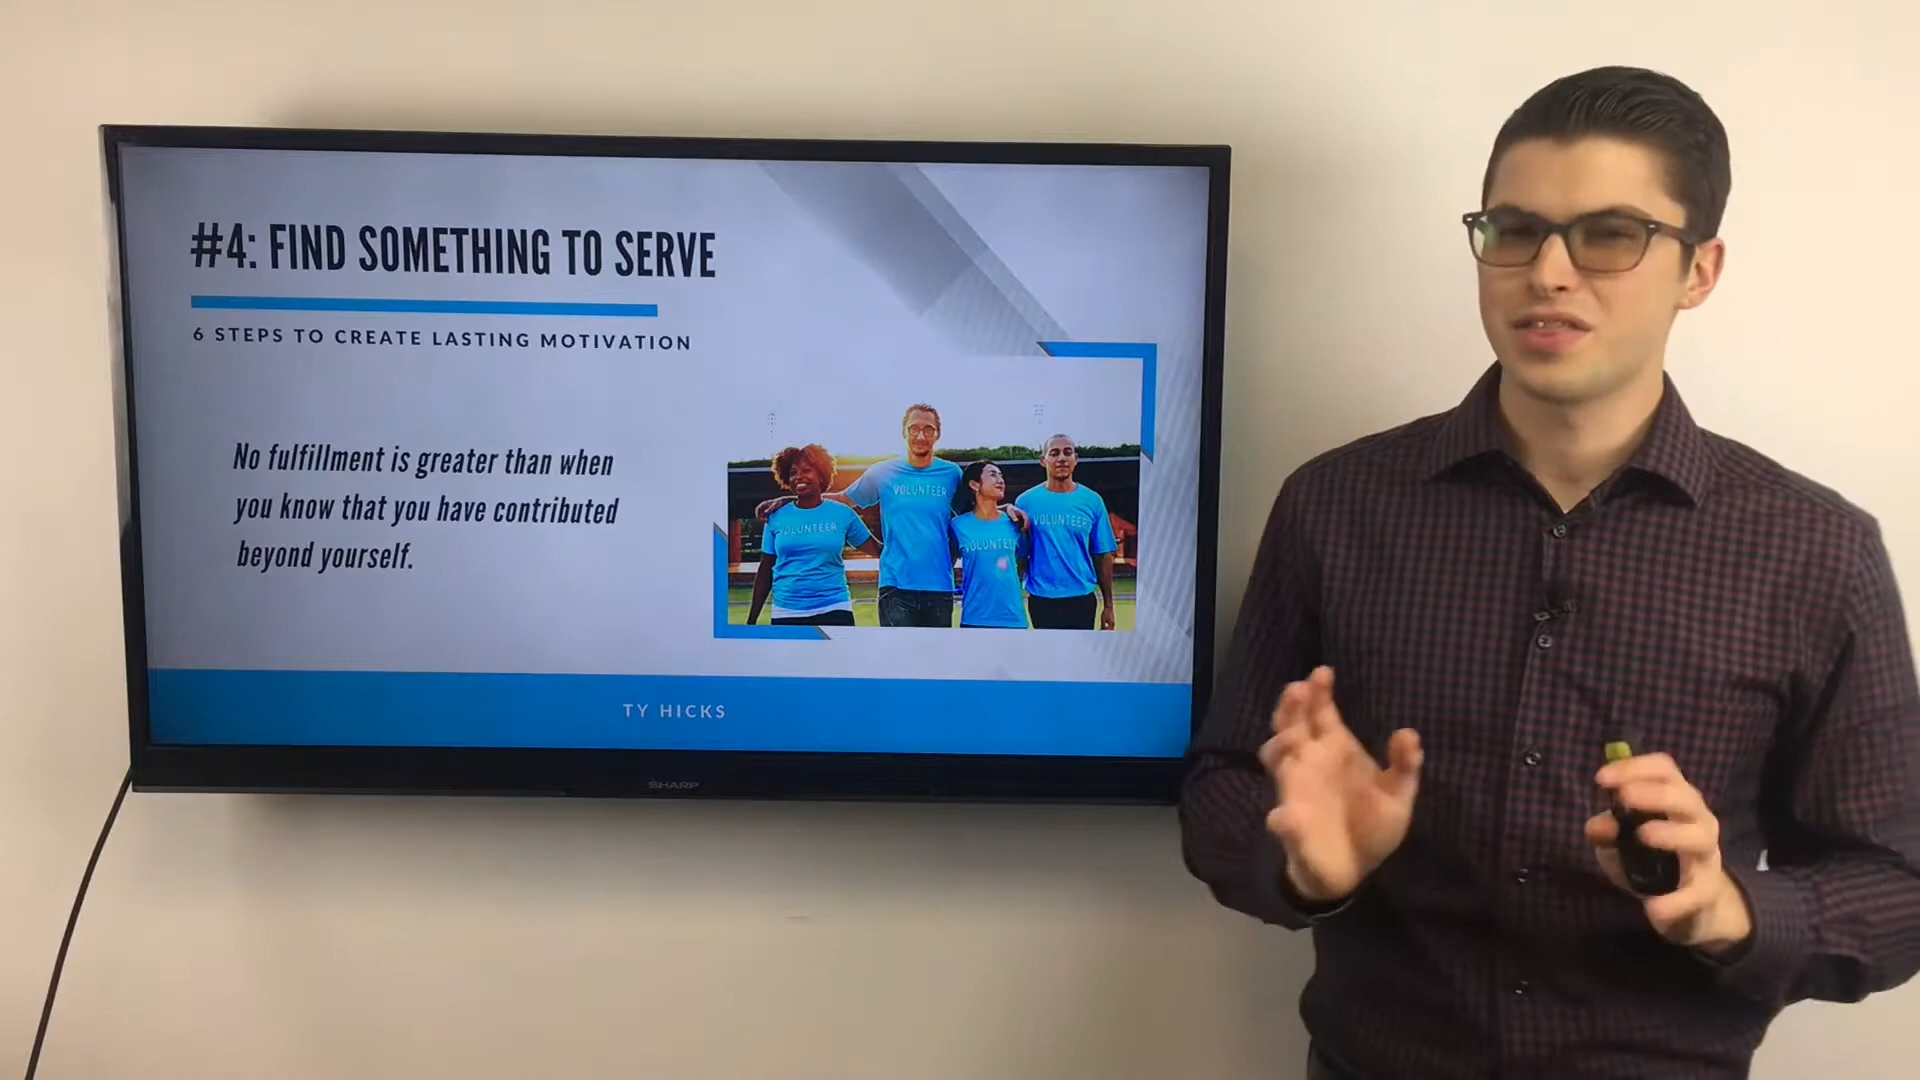 #4: FIND SOMETHING TO SERVE
6 STEPS TO CREATE LASTING MOTIVATION
No fulfillment is greater than when
you know that you have contributed
beyond yourself.
VOLUNTEER
VOLUNTEER
VOLUNTEER
VOLUNTEER
TY HICKS
SHARP